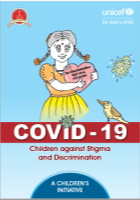 unicef
for every child
COVID - 19
Children against Stigma
and Discrimination
A CHILDREN'S
INITIATIVE